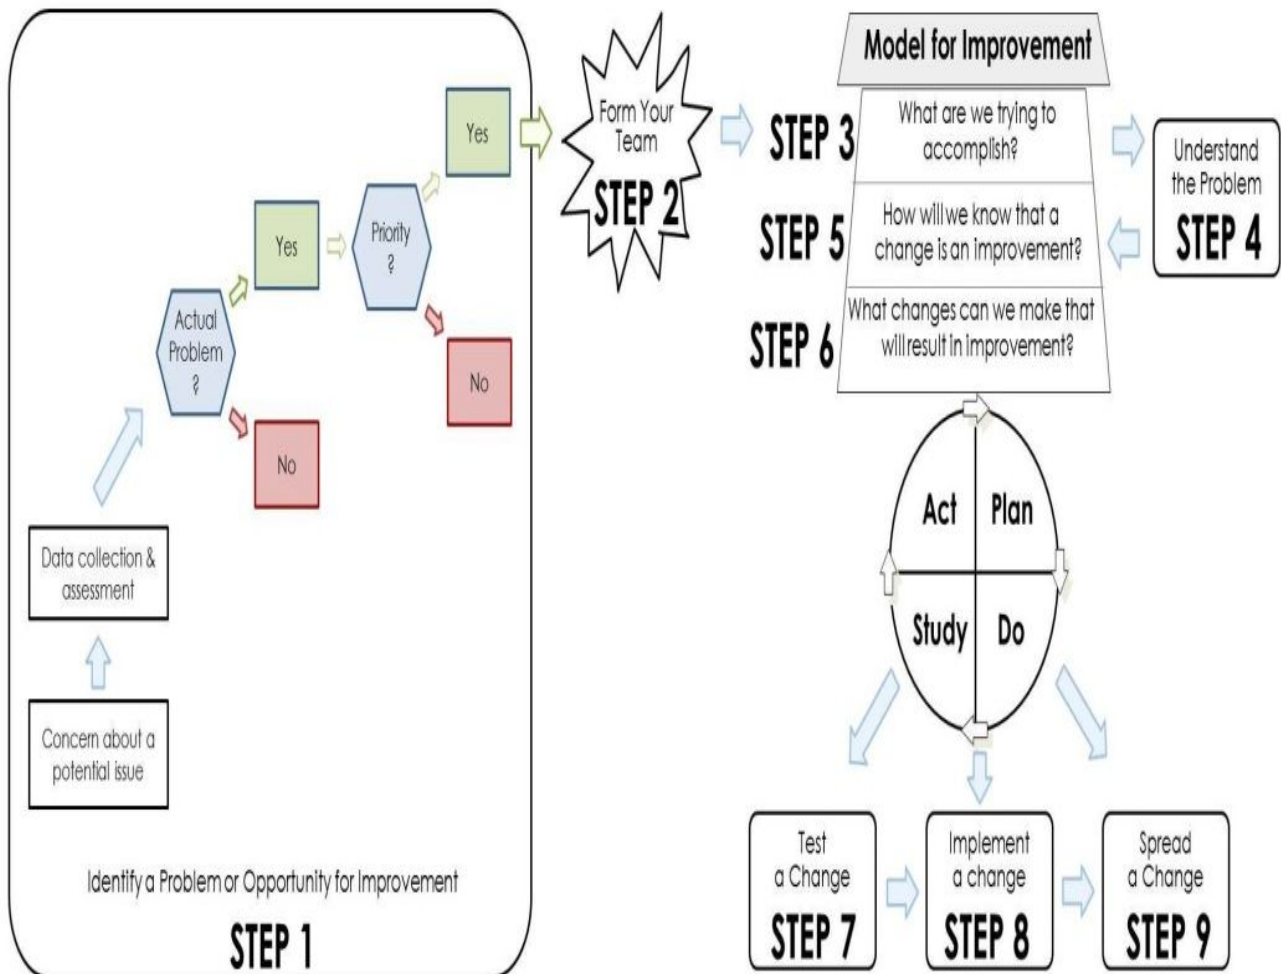 Concern about a
potential issue
Data collection &
assessment
Actual
Problem
?
Yes
No
Priority
?
Yes
No
Identify a Problem or Opportunity for Improvement
STEP 1
Form Your
Team
STEP 2
Model for Improvement
STEP 3
What are we trying to
accomplish?
Understand
the Problem
STEP 4
STEP 5
How will we know that a
change is an improvement?
STEP 6
What changes can we make that
will result in improvement?
Act
Plan
Study
Do
Test
a Change
STEP 7
Implement
a change
STEP 8
Spread
a Change
STEP 9